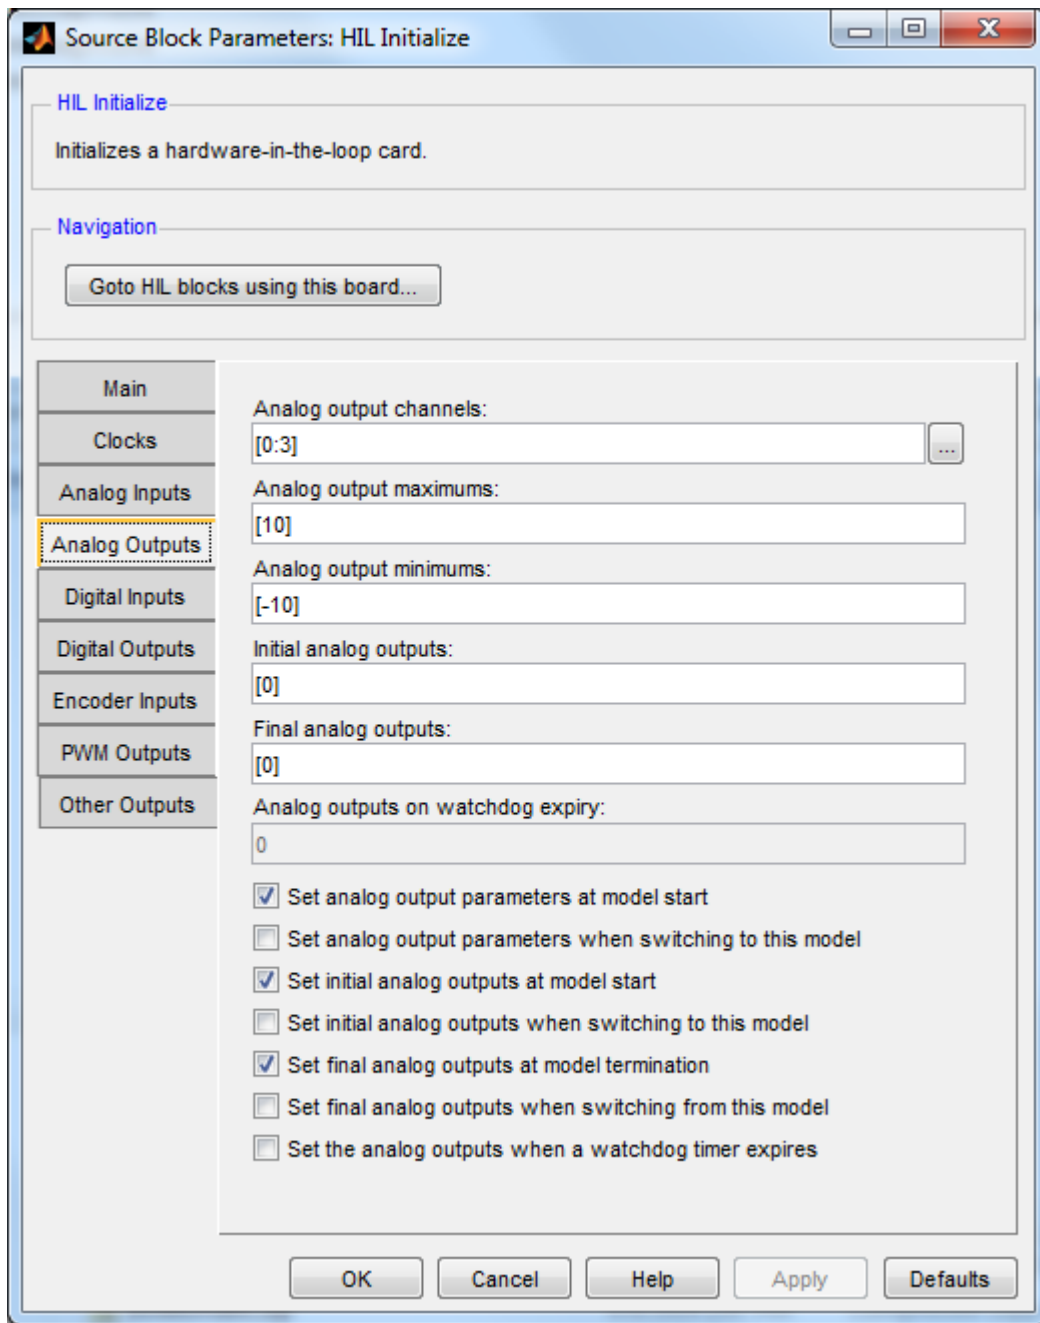 Source Block Parameters: HIL Initialize
HIL Initialize
Initializes a hardware-in-the-loop card.
Navigation
Goto HIL blocks using this board...
Main
Clocks
Analog Inputs
Analog Outputs
Digital Inputs
Digital Outputs
Encoder Inputs
PWM Outputs
Other Outputs
Analog output channels:
[0:3]
...
Analog output maximums:
[10]
Analog output minimums:
[-10]
Initial analog outputs:
[0]
Final analog outputs:
[0]
Analog outputs on watchdog expiry:
0
Set analog output parameters at model start
Set analog output parameters when switching to this model
Set initial analog outputs at model start
Set initial analog outputs when switching to this model
Set final analog outputs at model termination
Set final analog outputs when switching from this model
Set the analog outputs when a watchdog timer expires
OK Cancel Help Apply Defaults